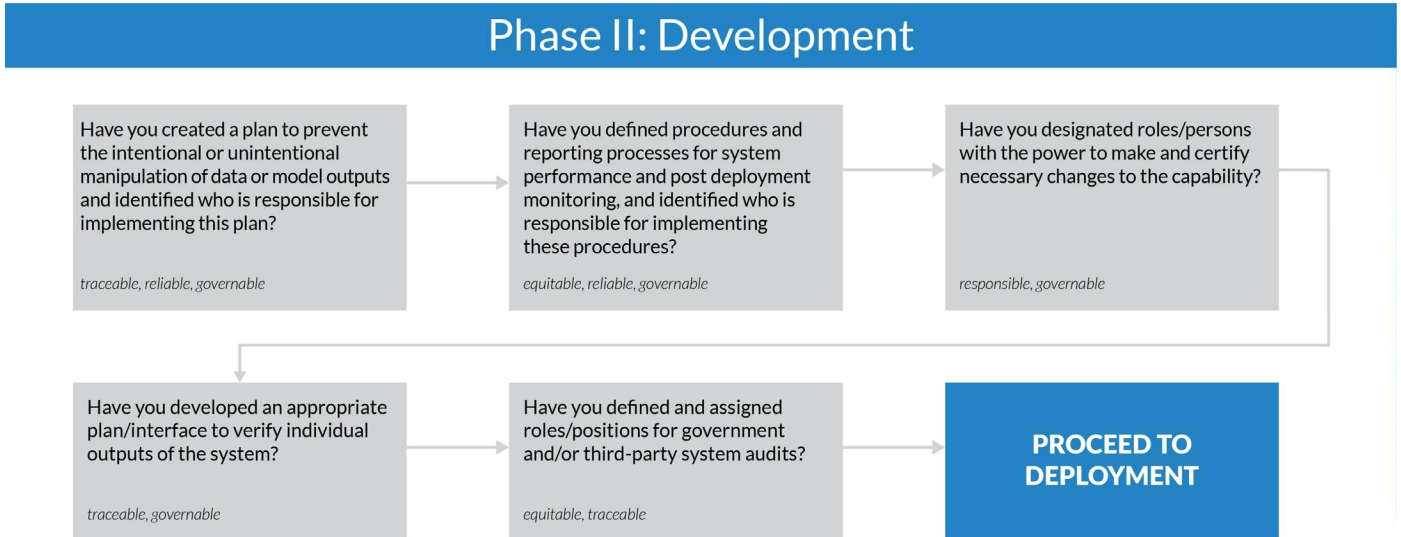 Phase II: Development
Have you created a plan to prevent
the intentional or unintentional
manipulation of data or model outputs
and identified who is responsible for
implementing this plan?
traceable, reliable, governable
Have you defined procedures and
reporting processes for system
performance and post deployment
monitoring, and identified who is
responsible for implementing
these procedures?
equitable, reliable, governable
Have you designated roles/persons
with the power to make and certify
necessary changes to the capability?
responsible, governable
Have you developed an appropriate
plan/interface to verify individual
outputs of the system?
traceable, governable
Have you defined and assigned
roles/positions for government
and/or third-party system audits?
equitable, traceable
PROCEED TO
DEPLOYMENT